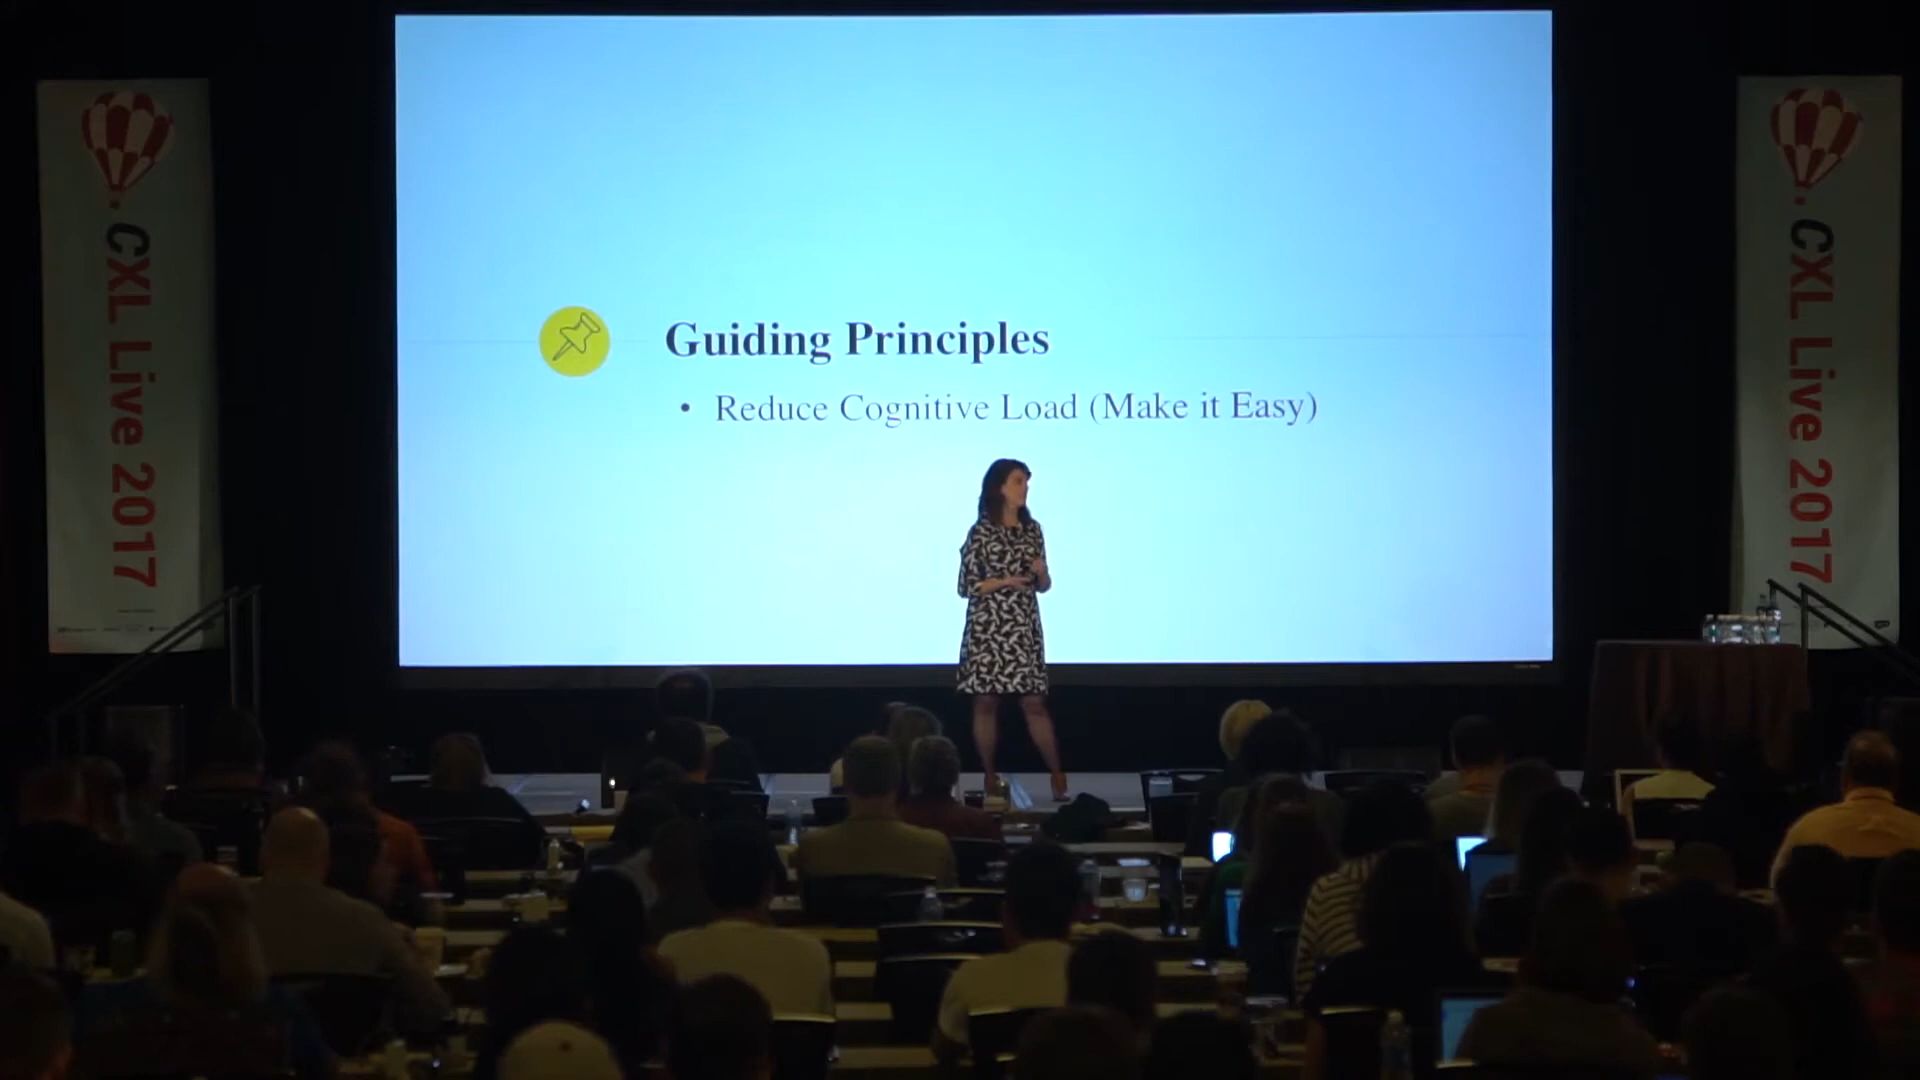 CXL Live 2017
Guiding Principles
• Reduce Cognitive Load (Make it Easy)
CXL Live 2017